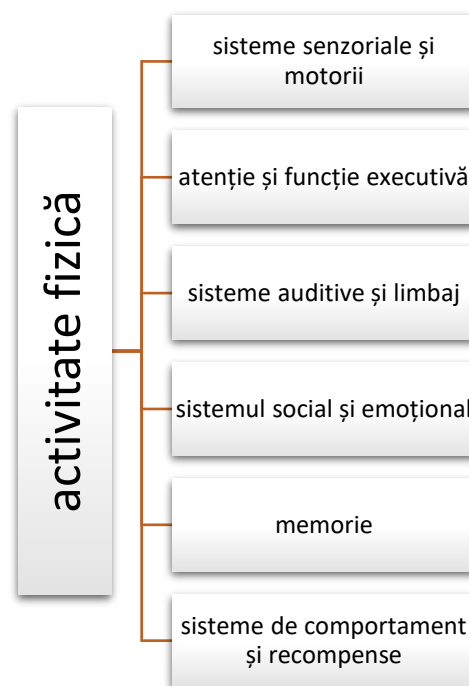 activitate fizică
sisteme senzoriale și
motorii
atenție și funcție executivă
sisteme auditive și limbaj
sistemul social și emoțional
memorie
sisteme de comportament
și recompense